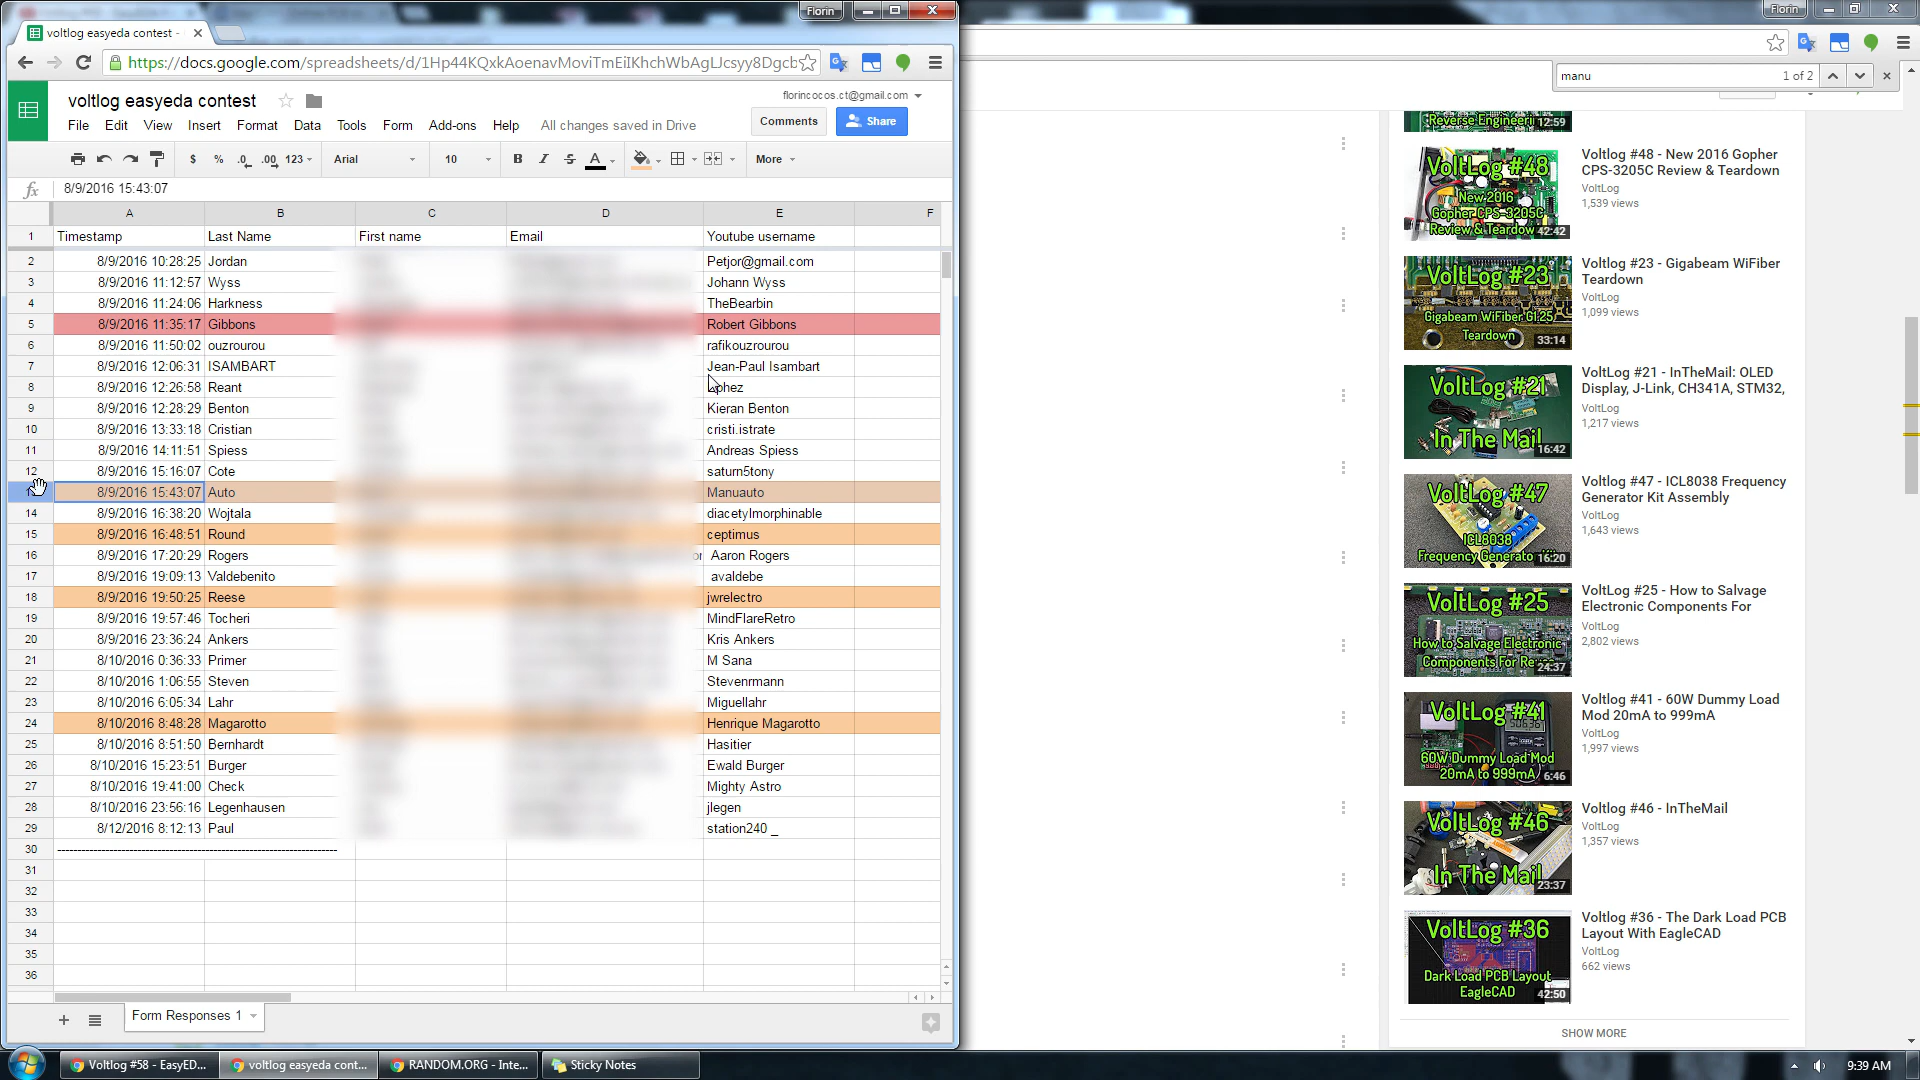 Florin
voltlog easyeda contest -
https://docs.google.com/spreadsheets/d/1Hp44KQxkAoenavMoviTmEiIKhchWbAgLJcsyy8Dgcb
voltlog easyeda contest
florincocos.ct@gmail.com
File Edit View Insert Format Data Tools Form Add-ons Help All changes saved in Drive
Comments
Share
$ % .0 .00 123 Arial 10 B I S A More
fx 8/9/2016 15:43:07
A B C D E F
1 Timestamp Last Name First name Email Youtube username
2 8/9/2016 10:28:25 Jordan Petjor@gmail.com
3 8/9/2016 11:12:57 Wyss Johann Wyss
4 8/9/2016 11:24:06 Harkness TheBearbin
5 8/9/2016 11:35:17 Gibbons Robert Gibbons
6 8/9/2016 11:50:02 ouzrourou rafikouzrourou
7 8/9/2016 12:06:31 ISAMBART Jean-Paul Isambart
8 8/9/2016 12:26:58 Reant
9 8/9/2016 12:28:29 Benton Kieran Benton
10 8/9/2016 13:33:18 Cristian cristi.istrate
11 8/9/2016 14:11:51 Spiess Andreas Spiess
12 8/9/2016 15:16:07 Cote saturn5tony
8/9/2016 15:43:07 Auto Manuauto
14 8/9/2016 16:38:20 Wojtala diacetylmorphinable
15 8/9/2016 16:48:51 Round ceptimus
16 8/9/2016 17:20:29 Rogers Aaron Rogers
17 8/9/2016 19:09:13 Valdebenito avaldebe
18 8/9/2016 19:50:25 Reese jwrelectro
19 8/9/2016 19:57:46 Tocheri MindFlareRetro
20 8/9/2016 23:36:24 Ankers Kris Ankers
21 8/10/2016 0:36:33 Primer M Sana
22 8/10/2016 1:06:55 Steven Stevenrmann
23 8/10/2016 6:05:34 Lahr Miguellahr
24 8/10/2016 8:48:28 Magarotto Henrique Magarotto
25 8/10/2016 8:51:50 Bernhardt Hasitier
26 8/10/2016 15:23:51 Burger Ewald Burger
27 8/10/2016 19:41:00 Check Mighty Astro
28 8/10/2016 23:56:16 Legenhausen jlegen
29 8/12/2016 8:12:13 Paul station240 _
30 --------------------------------------------------------------
31
32
33
34
35
36
Form Responses 1
Florin
manu 1 of 2
Reverse Engineeri 12:59
VoltLog #48
New 2016
Gopher CPS-3205C
Review & Teardow 42:42
Voltlog #48 - New 2016 Gopher
CPS-3205C Review & Teardown
VoltLog
1,539 views
VoltLog #23
Gigabeam WiFiber G1.25
Teardown 33:14
Voltlog #23 - Gigabeam WiFiber
Teardown
VoltLog
1,099 views
VoltLog #21
In The Mail 16:42
VoltLog #21 - InTheMail: OLED
Display, J-Link, CH341A, STM32,
VoltLog
1,217 views
VoltLog #47
ICL8038
Frequency Generato 16:20
Voltlog #47 - ICL8038 Frequency
Generator Kit Assembly
VoltLog
1,643 views
VoltLog #25
How to Salvage Electronic
Components For Re 24:37
VoltLog #25 - How to Salvage
Electronic Components For
VoltLog
2,802 views
VoltLog #41
60W Dummy Load Mod
20mA to 999mA 6:46
Voltlog #41 - 60W Dummy Load
Mod 20mA to 999mA
VoltLog
1,997 views
VoltLog #46
In The Mail 23:37
Voltlog #46 - InTheMail
VoltLog
1,357 views
VoltLog #36
Dark Load PCB Layout
EagleCAD 42:50
Voltlog #36 - The Dark Load PCB
Layout With EagleCAD
VoltLog
662 views
SHOW MORE
Voltlog #58 - EasyED...
voltlog easyeda cont...
RANDOM.ORG - Inte...
Sticky Notes
9:39 AM